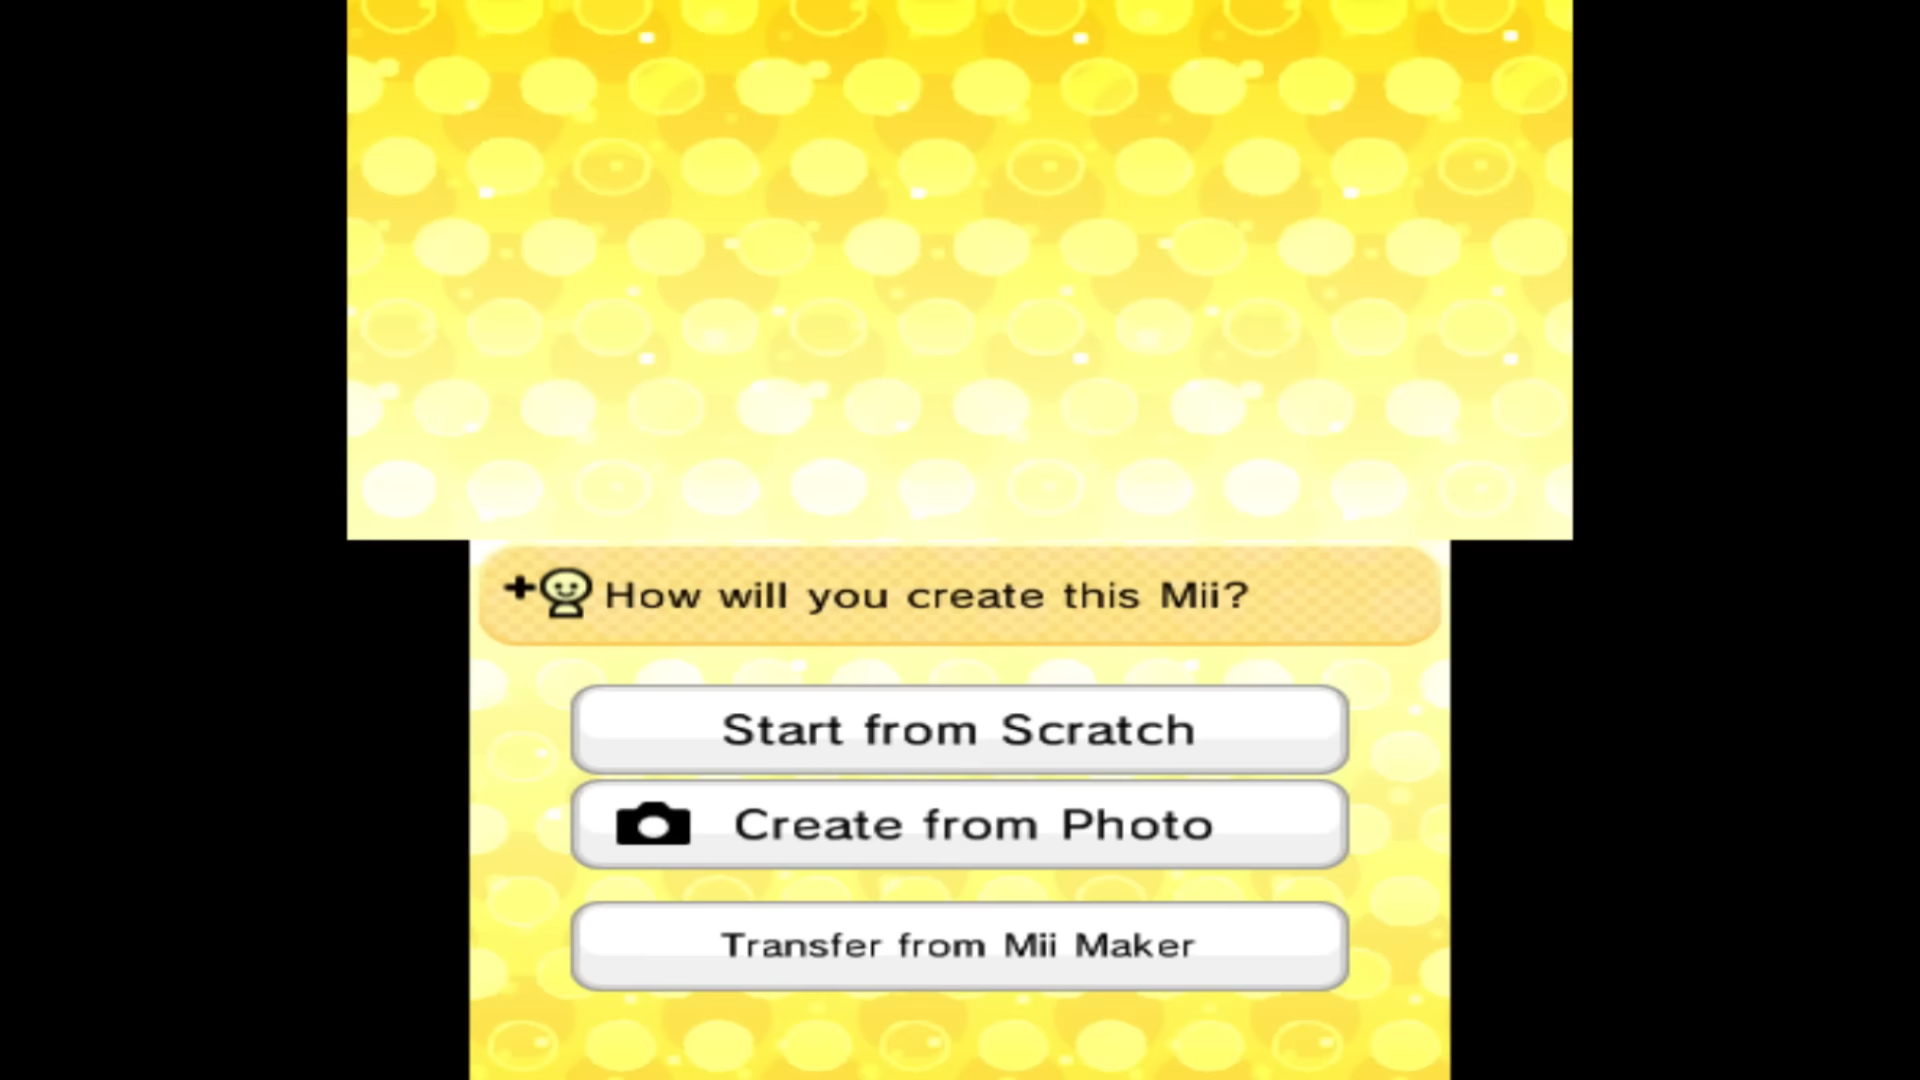 How will you create this Mii?
Start from Scratch
Create from Photo
Transfer from Mii Maker